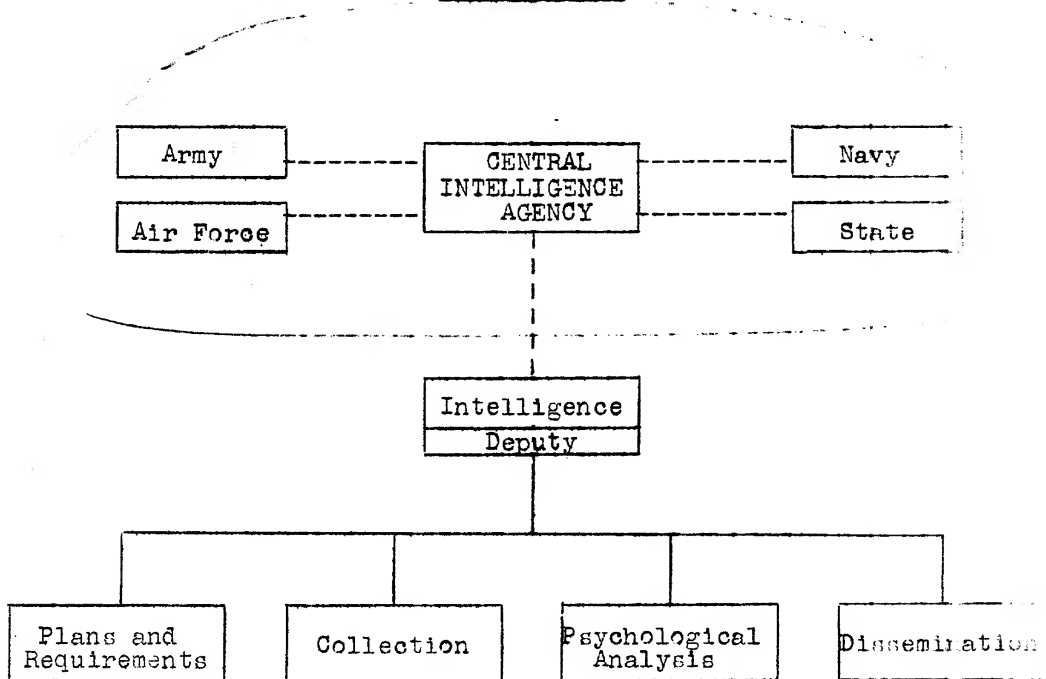 Army
CENTRAL
INTELLIGENCE
AGENCY
Navy
Air Force
State
Intelligence
Deputy
Plans and
Requirements
Collection
Psychological
Analysis
Dissemination